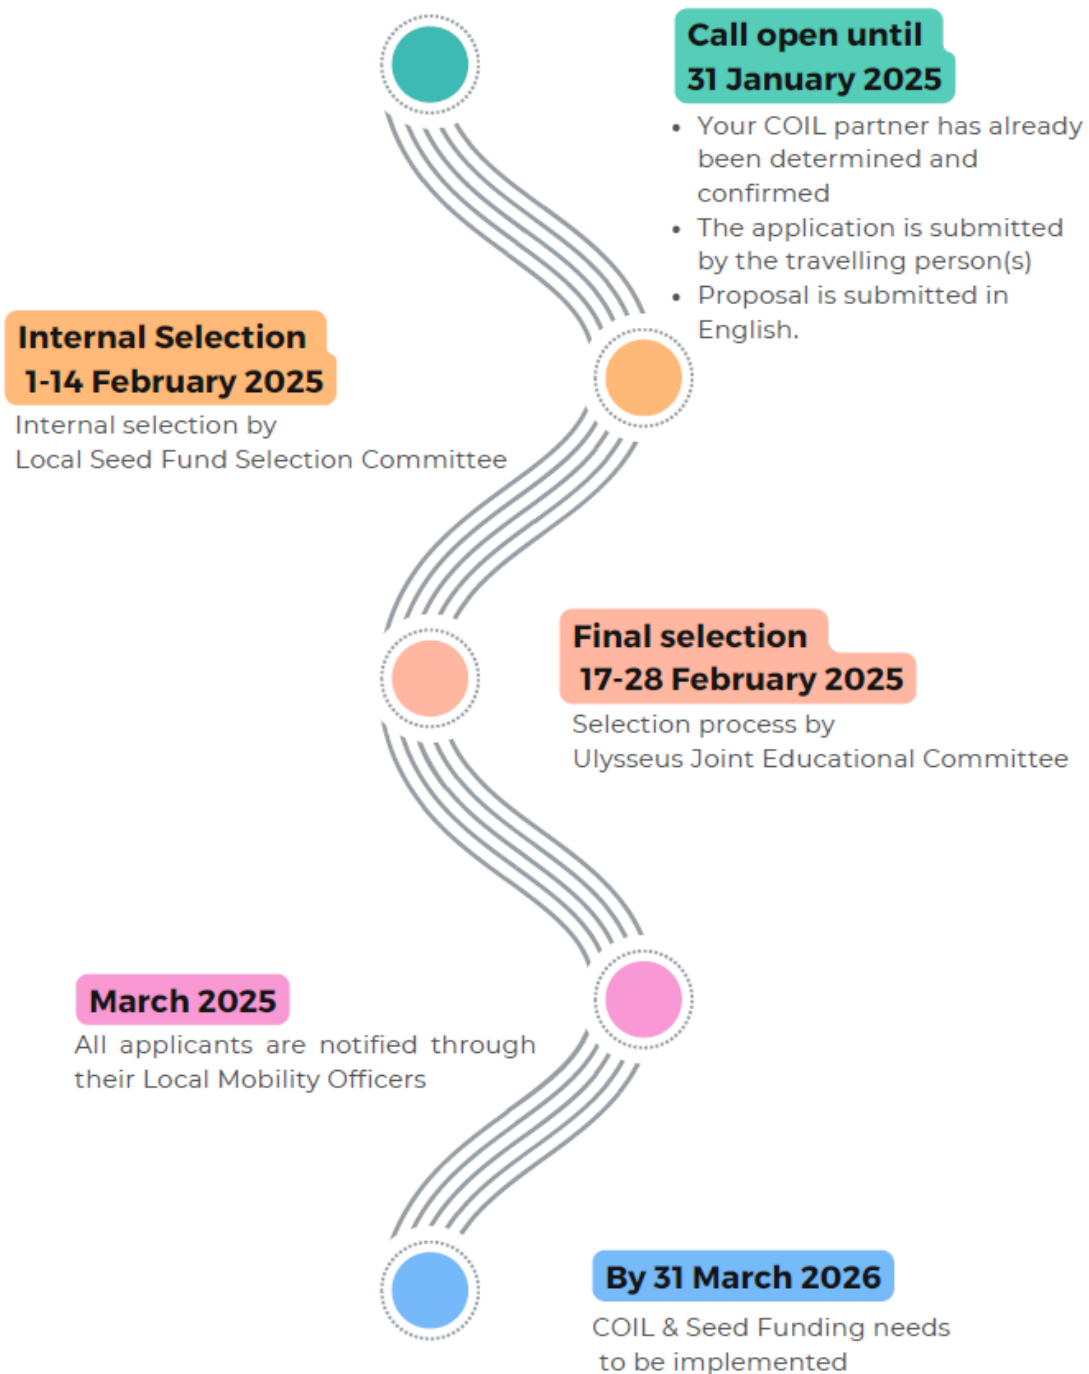 Call open until
31 January 2025
• Your COIL partner has already
been determined and
confirmed
• The application is submitted
by the travelling person(s)
• Proposal is submitted in
English.
Internal Selection
1-14 February 2025
Internal selection by
Local Seed Fund Selection Committee
Final selection
17-28 February 2025
Selection process by
Ulysseus Joint Educational Committee
March 2025
All applicants are notified through
their Local Mobility Officers
By 31 March 2026
COIL & Seed Funding needs
to be implemented